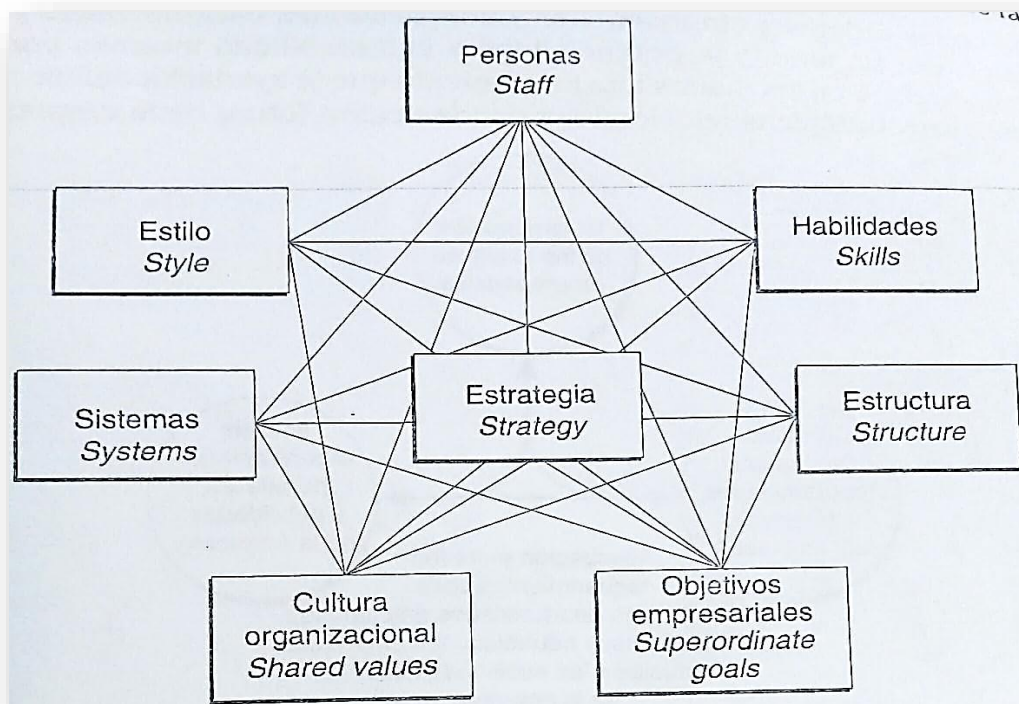 Personas
Staff
Estilo
Style
Habilidades
Skills
Sistemas
Systems
Estrategia
Strategy
Estructura
Structure
Cultura
organizacional
Shared values
Objetivos
empresariales
Superordinate
goals